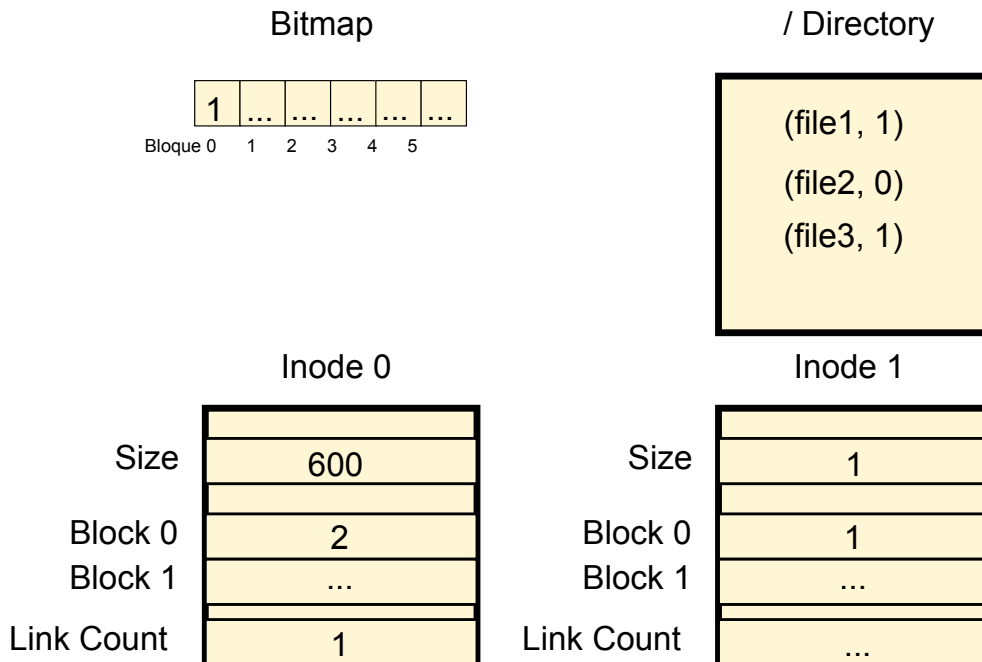 Bitmap
/ Directory
1 ... ... ... ... ...
Bloque 0 1 2 3 4 5
(file1, 1)
(file2, 0)
(file3, 1)
Inode 0
Inode 1
Size 600
Size 1
Block 0 2
Block 0 1
Block 1 ...
Block 1 ...
Link Count 1
Link Count ...